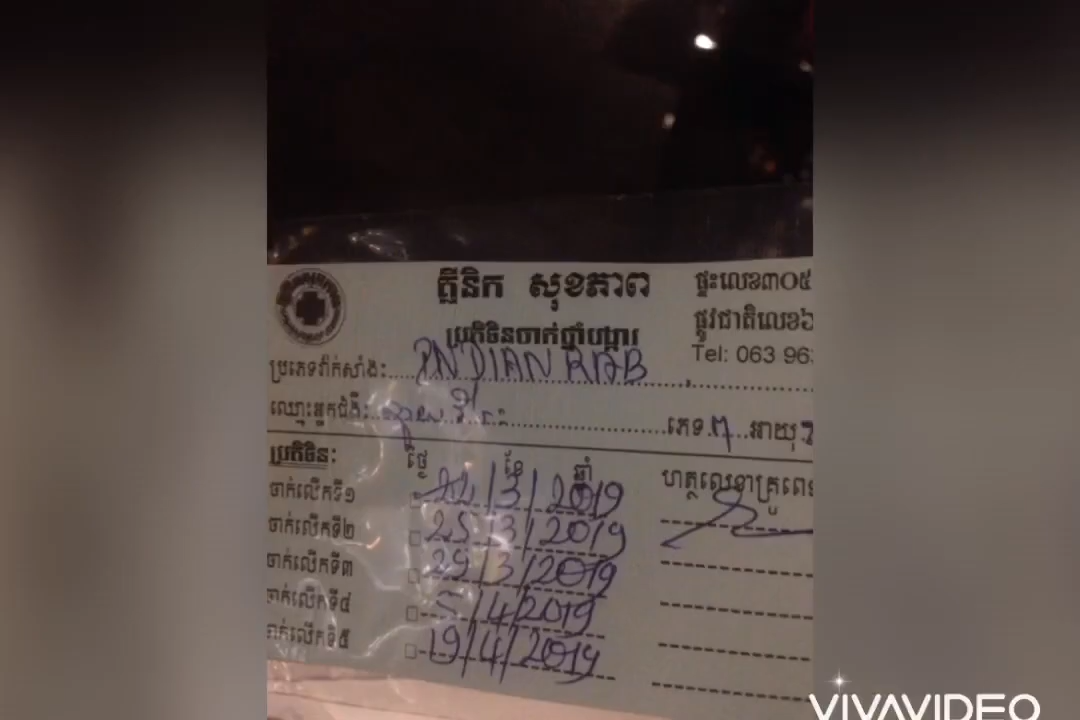 គ្លីនិក សុខភាព
ផ្ទះលេខ៣០៥
ផ្លូវជាតិលេខ៦
Tel: 063 96
ប្រតិទិនចាក់ថ្នាំបង្ការ
ប្រភេទវ៉ាក់សាំង: INDIAN RAB
ឈ្មោះអ្នកជំងឺ: ភេទ អាយុ
ប្រតិទិន: ថ្ងៃ ខែ ឆ្នាំ
ចាក់លើកទី១ 22/3/2019
ចាក់លើកទី២ 25/3/2019
ចាក់លើកទី៣ 29/3/2019
ចាក់លើកទី៤ 5/4/2019
ចាក់លើកទី៥ 19/4/2019
ហត្ថលេខាគ្រូពេទ
VIVAVIDEO